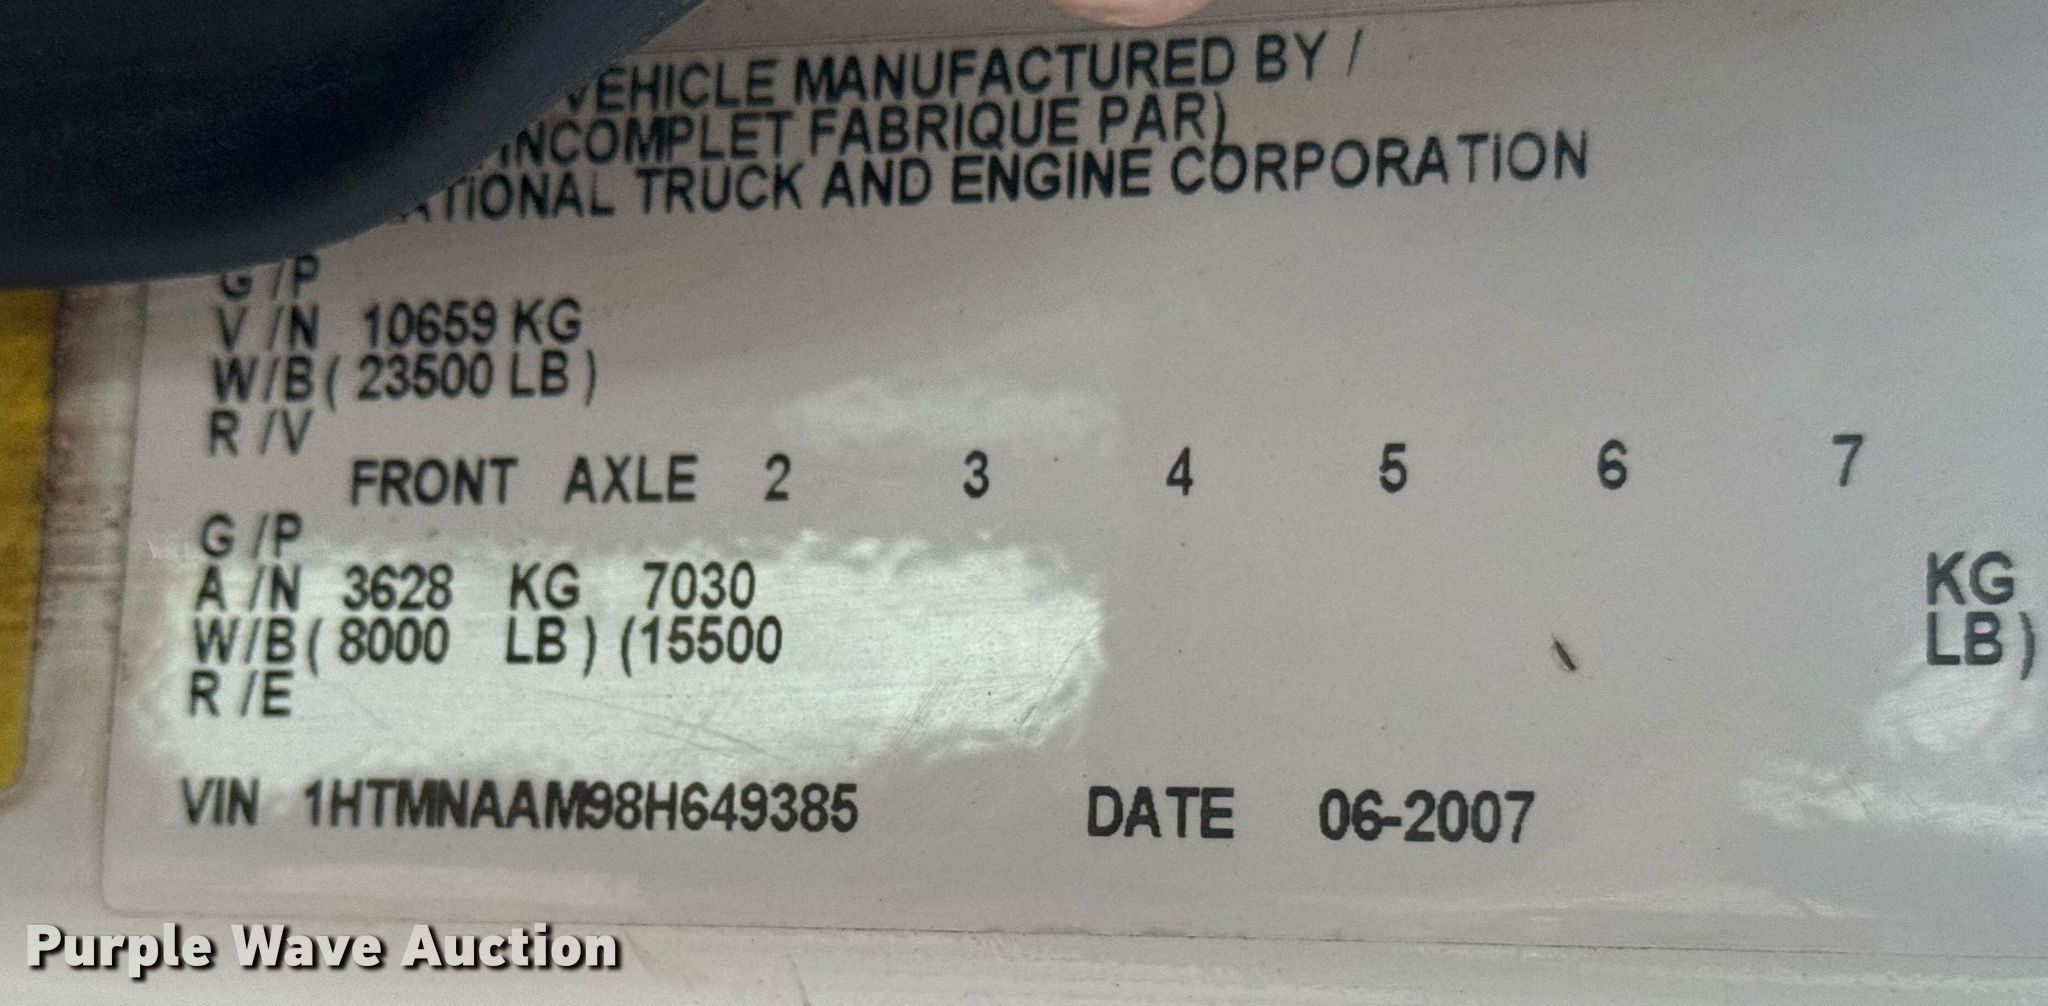 VEHICLE MANUFACTURED BY /
INCOMPLET FABRIQUE PAR)
TRUCK AND ENGINE CORPORATION
G /P
V /N 10659 KG
W/B ( 23500 LB )
R /V
FRONT AXLE 2 3 4 5 6 7
G /P
A /N 3628 KG 7030 KG
W/B ( 8000 LB ) (15500 LB )
R /E
VIN 1HTMNAAM98H649385 DATE 06-2007
Purple Wave Auction